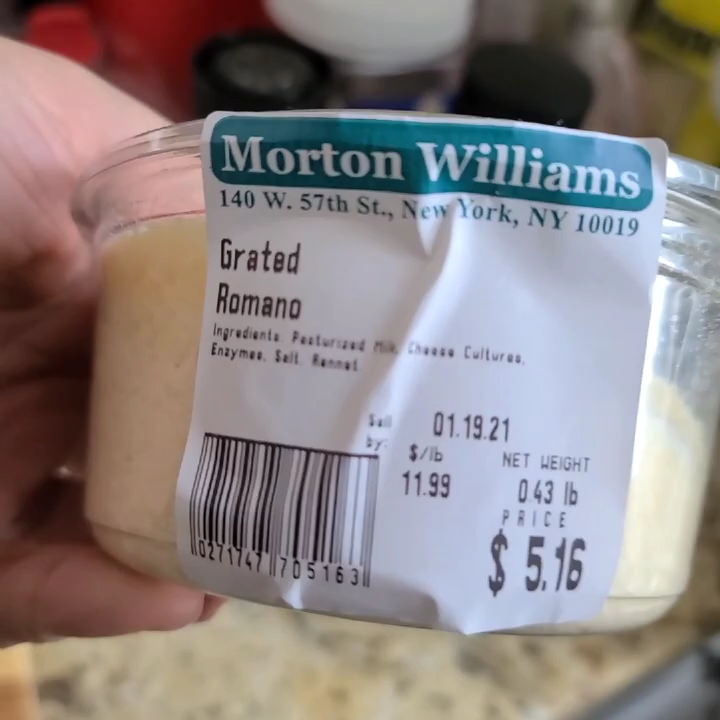 Morton Williams
140 W. 57th St., New York, NY 10019
Grated
Romano
Ingredients. Pasturized Milk, Cheese Cultures,
Enzymes. Salt. Rennet
Sell
by:
01.19.21
$/lb
11.99
NET WEIGHT
0.43 lb
PRICE
$ 5.16
0271747 705163